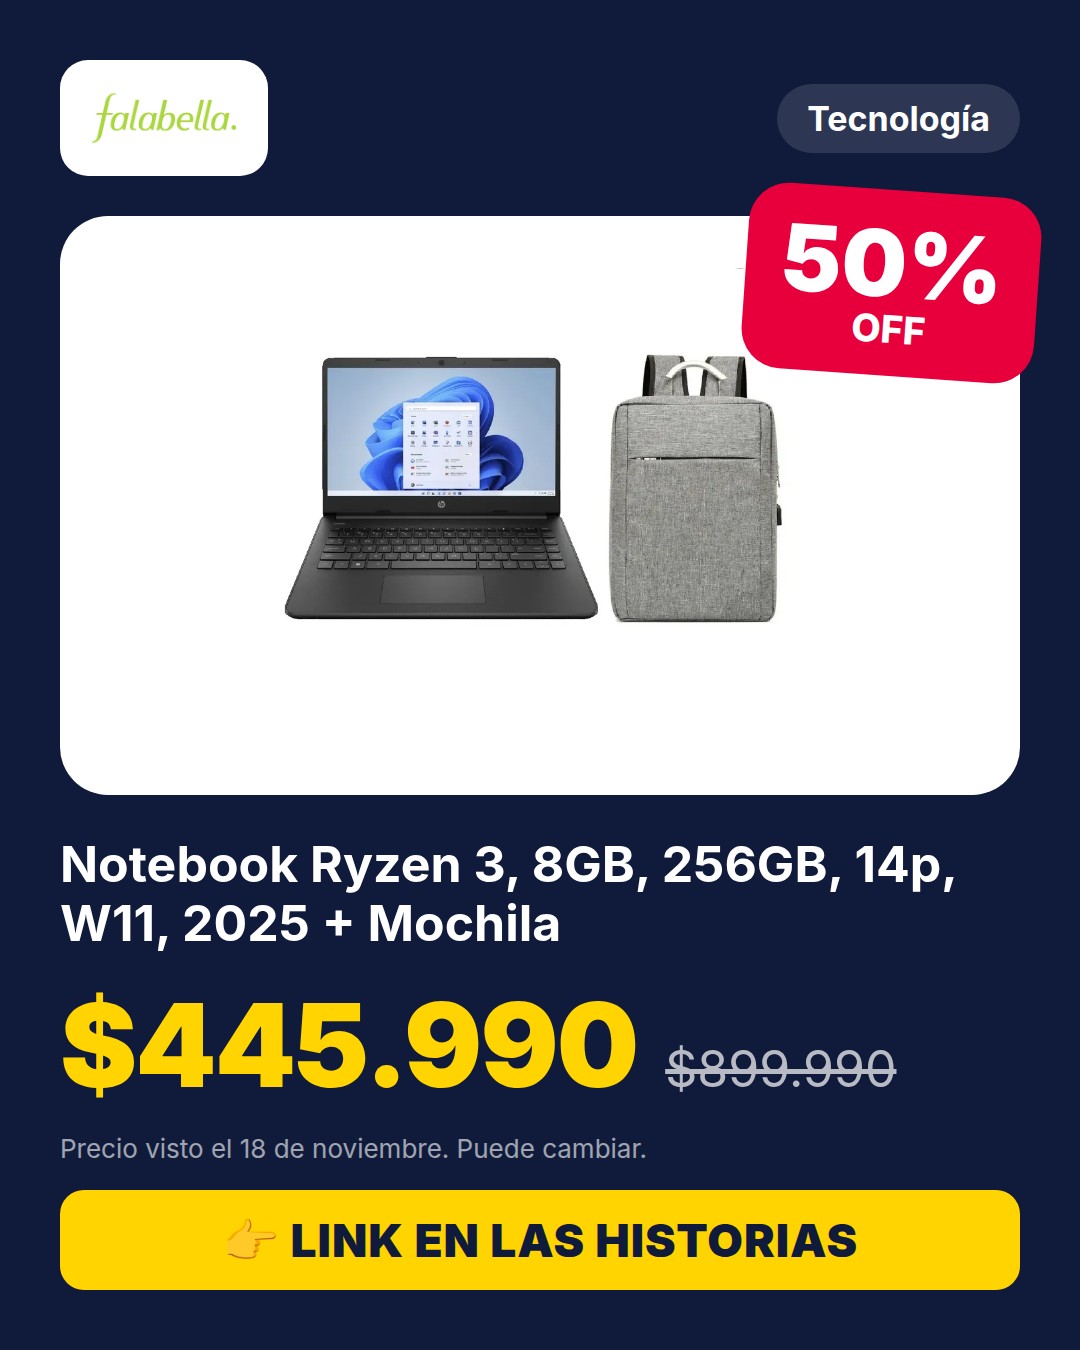 falabella.
Tecnología
50%
OFF
Notebook Ryzen 3, 8GB, 256GB, 14p,
W11, 2025 + Mochila
$445.990 $899.990
Precio visto el 18 de noviembre. Puede cambiar.
👉 LINK EN LAS HISTORIAS